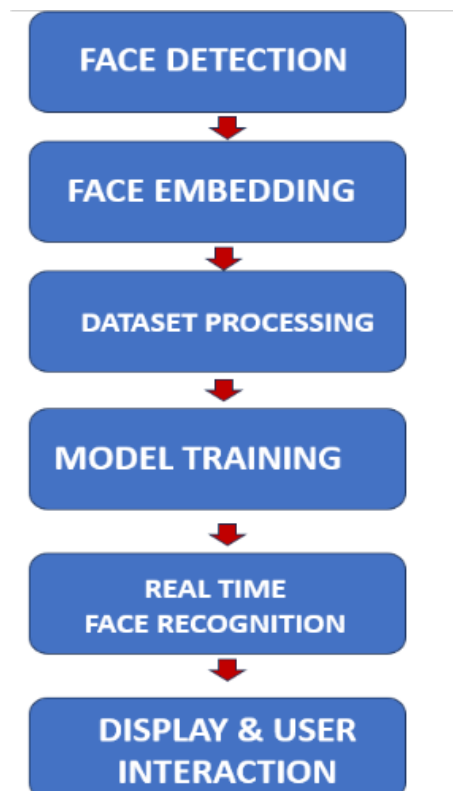 FACE DETECTION
FACE EMBEDDING
DATASET PROCESSING
MODEL TRAINING
REAL TIME
FACE RECOGNITION
DISPLAY & USER
INTERACTION